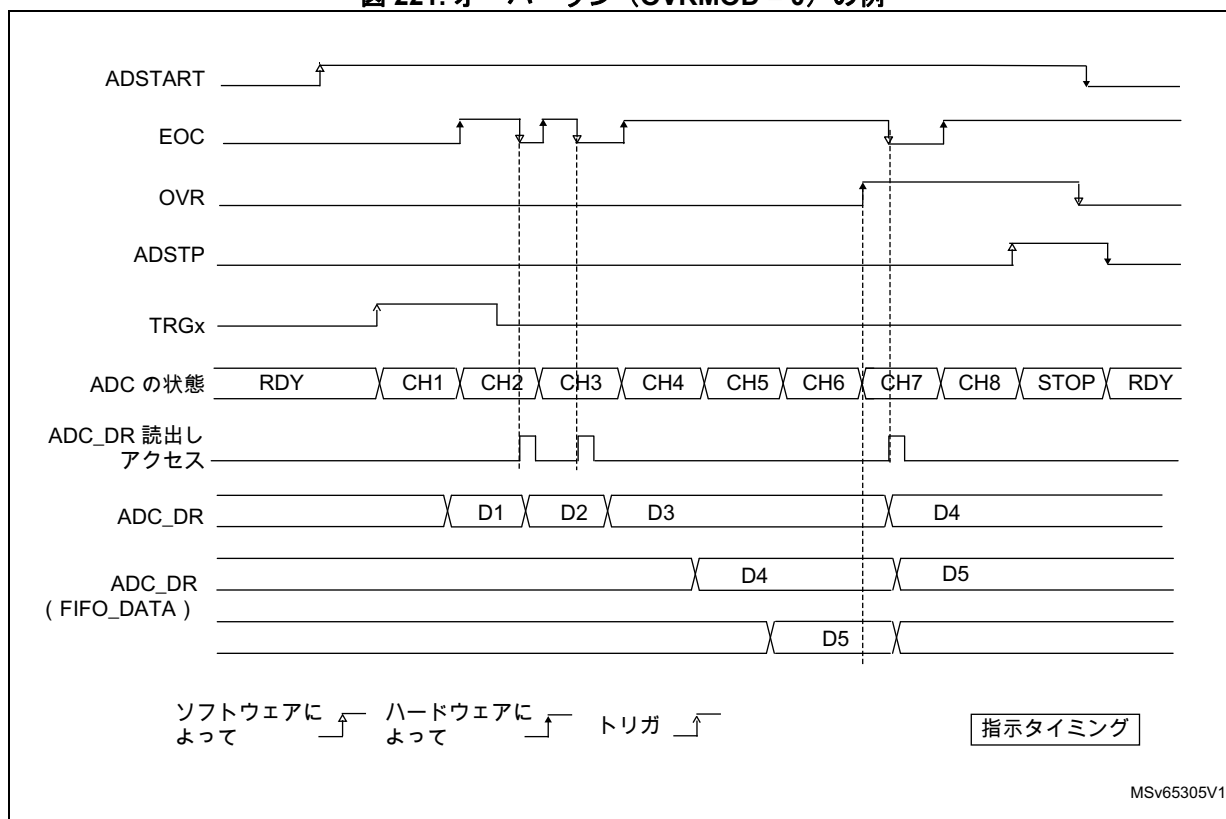 ADSTART
EOC
OVR
ADSTP
TRGx
ADC の状態 RDY CH1 CH2 CH3 CH4 CH5 CH6 CH7 CH8 STOP RDY
ADC_DR 読出し
アクセス
ADC_DR D1 D2 D3 D4
ADC_DR
( FIFO_DATA )
D4 D5
D5
ソフトウェアに
よって
ハードウェアに
よって
トリガ
指示タイミング
MSv65305V1